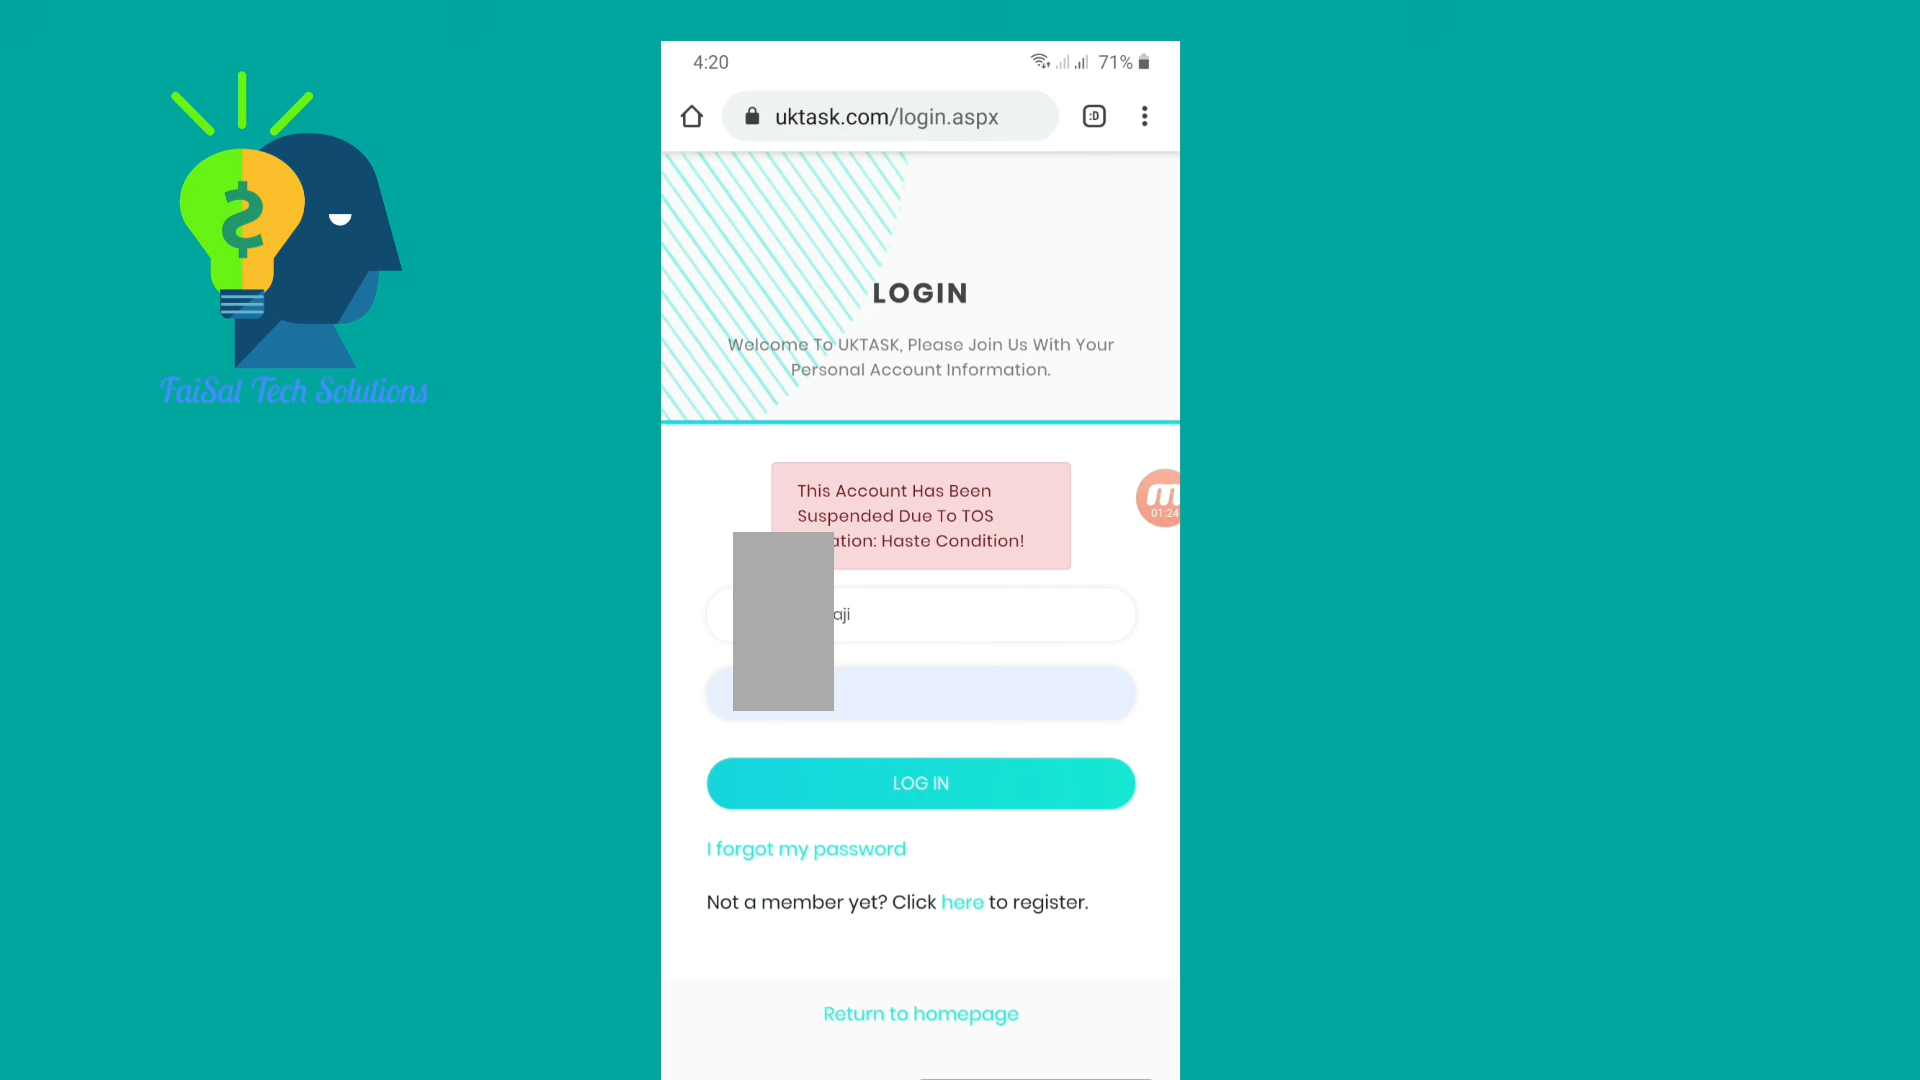 4:20
71%
uktask.com/login.aspx
:D
LOGIN
Welcome To UKTASK, Please Join Us With Your
Personal Account Information.
This Account Has Been
Suspended Due To TOS
ation: Haste Condition!
01:24
aji
LOG IN
I forgot my password
Not a member yet? Click here to register.
Return to homepage
FaiSal Tech Solutions